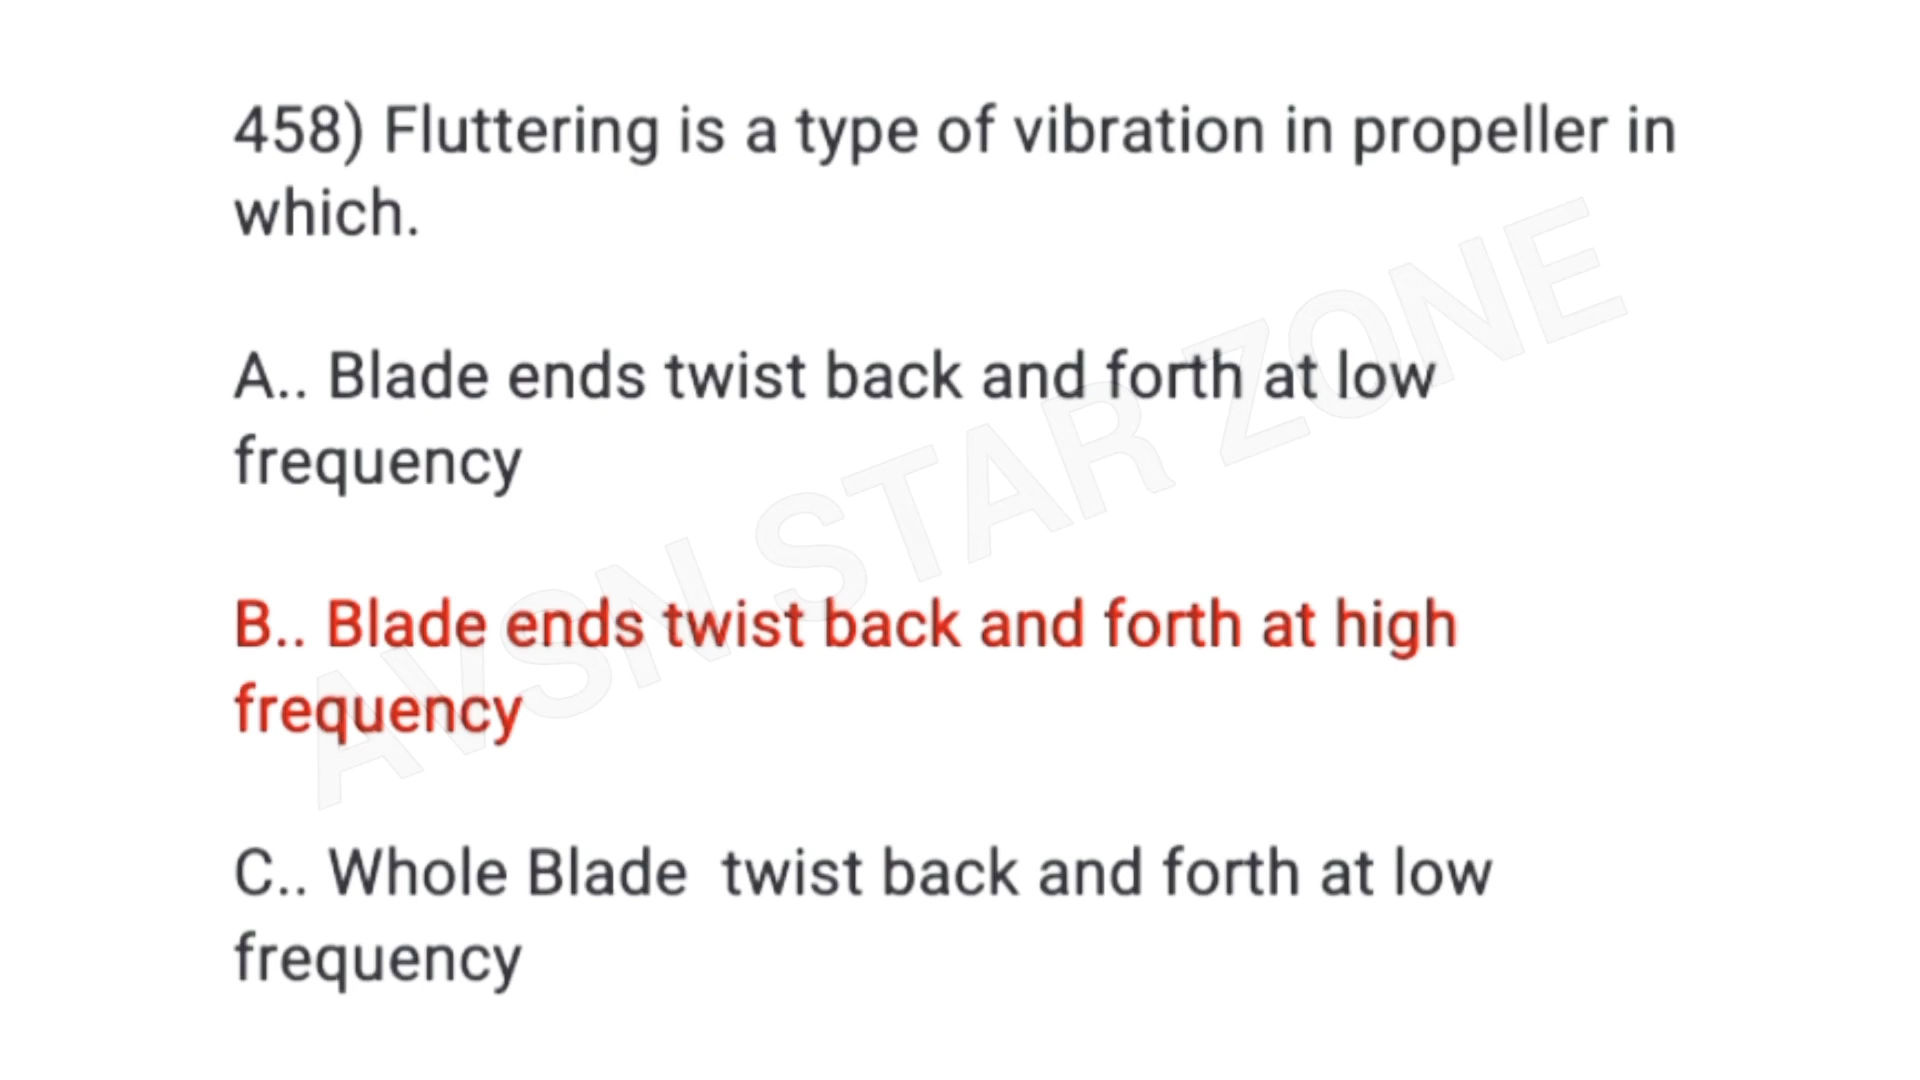 458) Fluttering is a type of vibration in propeller in
which.
A.. Blade ends twist back and forth at low
frequency
B.. Blade ends twist back and forth at high
frequency
C.. Whole Blade  twist back and forth at low
frequency
AVSN STAR ZONE